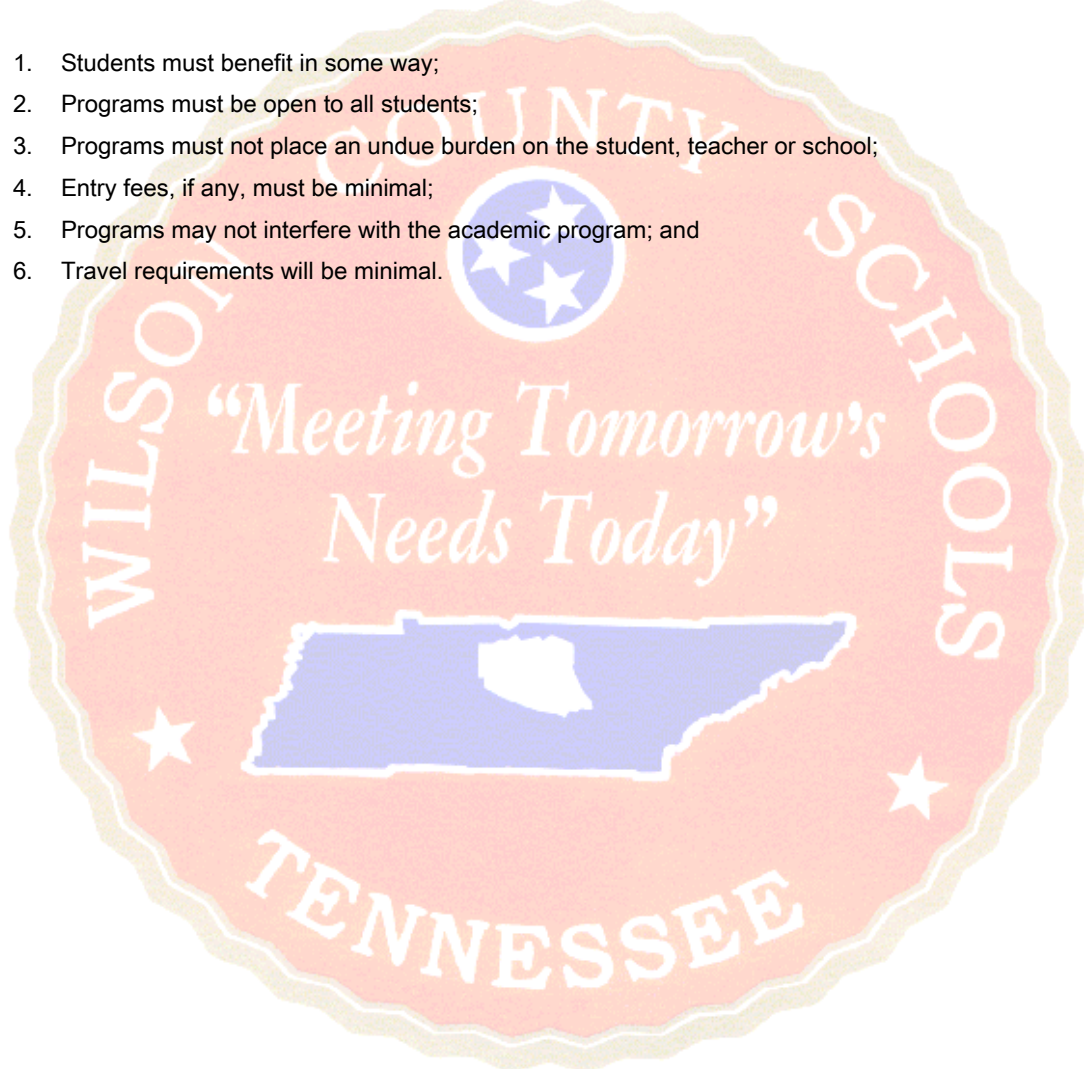 1. Students must benefit in some way;
2. Programs must be open to all students;
3. Programs must not place an undue burden on the student, teacher or school;
4. Entry fees, if any, must be minimal;
5. Programs may not interfere with the academic program; and
6. Travel requirements will be minimal.
WILSON COUNTY SCHOOLS
“Meeting Tomorrow's
Needs Today”
TENNESSEE